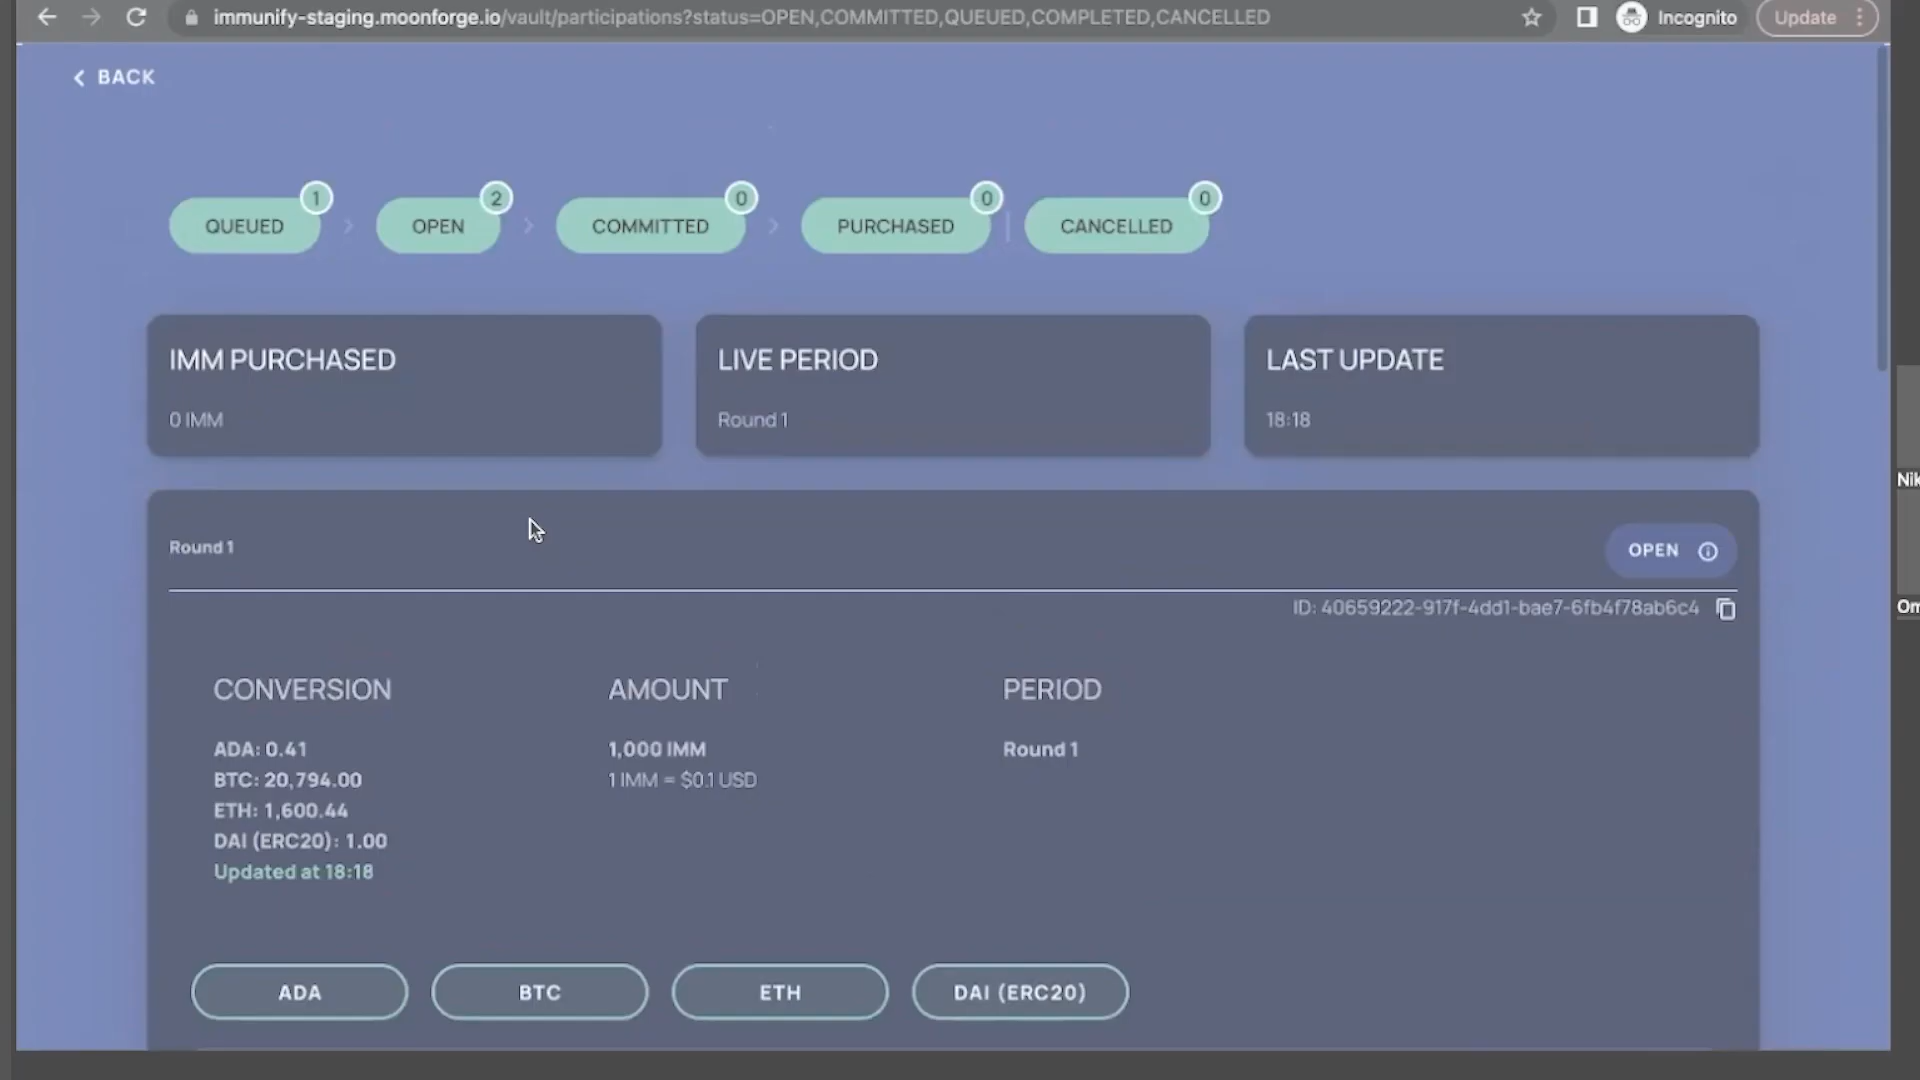 immunify-staging.moonforge.io/vault/participations?status=OPEN,COMMITTED,QUEUED,COMPLETED,CANCELLED
Incognito
Update
BACK
QUEUED 1
OPEN 2
COMMITTED 0
PURCHASED 0
CANCELLED 0
IMM PURCHASED
0 IMM
LIVE PERIOD
Round 1
LAST UPDATE
18:18
Round 1
OPEN
ID: 40659222-917f-4dd1-bae7-6fb4f78ab6c4
CONVERSION
ADA: 0.41
BTC: 20,794.00
ETH: 1,600.44
DAI (ERC20): 1.00
Updated at 18:18
AMOUNT
1,000 IMM
1 IMM = $0.1 USD
PERIOD
Round 1
ADA
BTC
ETH
DAI (ERC20)
Nik
Om